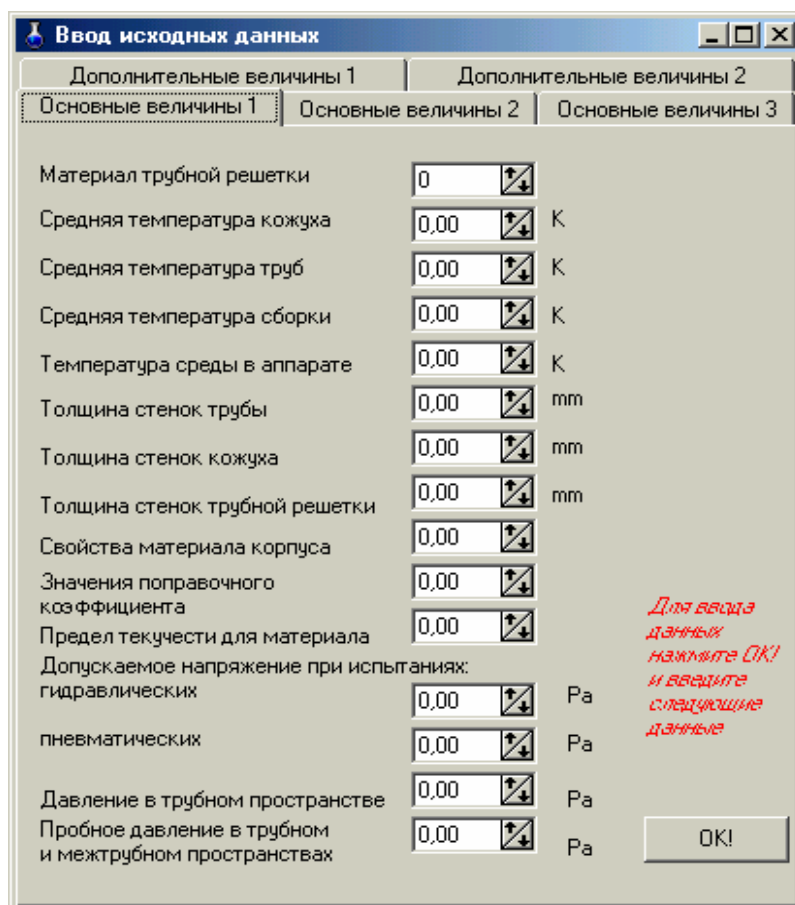 Ввод исходных данных
Дополнительные величины 1 Дополнительные величины 2
Основные величины 1 Основные величины 2 Основные величины 3
Материал трубной решетки 0
Средняя температура кожуха 0,00 K
Средняя температура труб 0,00 K
Средняя температура сборки 0,00 K
Температура среды в аппарате 0,00 K
Толщина стенок трубы 0,00 mm
Толщина стенок кожуха 0,00 mm
Толщина стенок трубной решетки 0,00 mm
Свойства материала корпуса 0,00
Значения поправочного
коэффициента 0,00
Предел текучести для материала 0,00
Допускаемое напряжение при испытаниях:
гидравлических 0,00 Pa
пневматических 0,00 Pa
Давление в трубном пространстве 0,00 Pa
Пробное давление в трубном
и межтрубном пространствах 0,00 Pa
Для ввода
данных
нажмите ОК!
и введите
следующие
данные
OK!